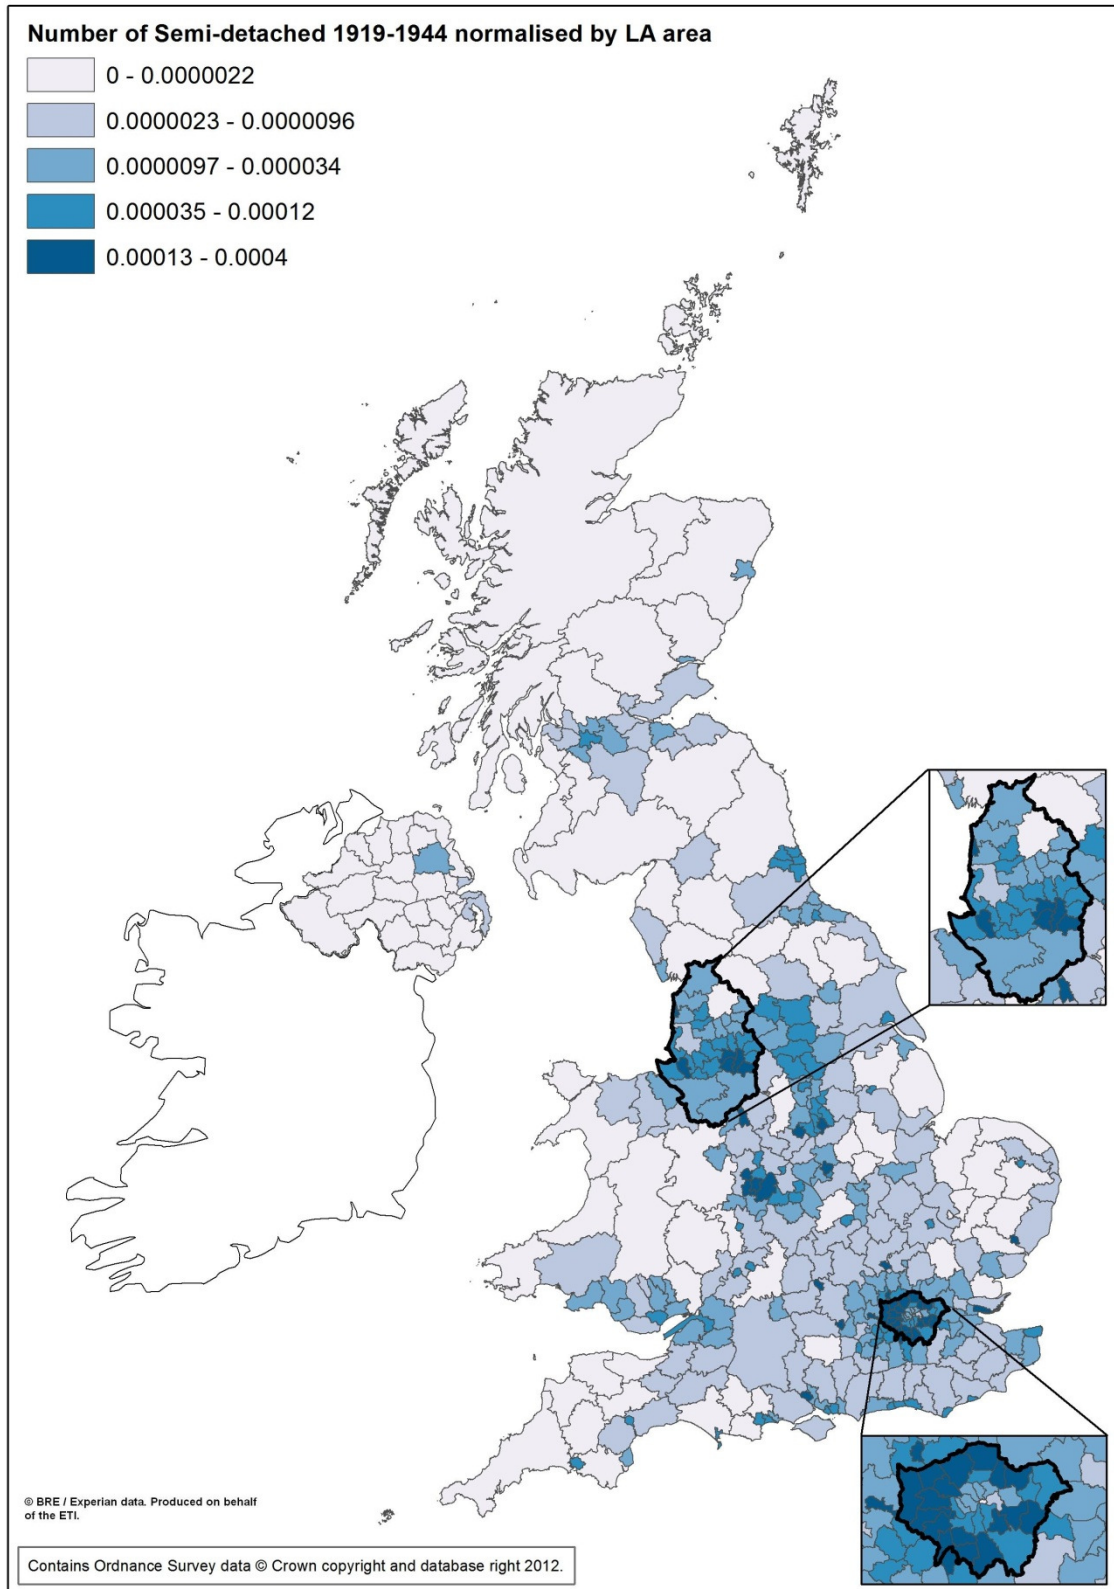 Number of Semi-detached 1919-1944 normalised by LA area
0 - 0.0000022
0.0000023 - 0.0000096
0.0000097 - 0.000034
0.000035 - 0.00012
0.00013 - 0.0004
© BRE / Experian data. Produced on behalf
of the ETI.
Contains Ordnance Survey data © Crown copyright and database right 2012.